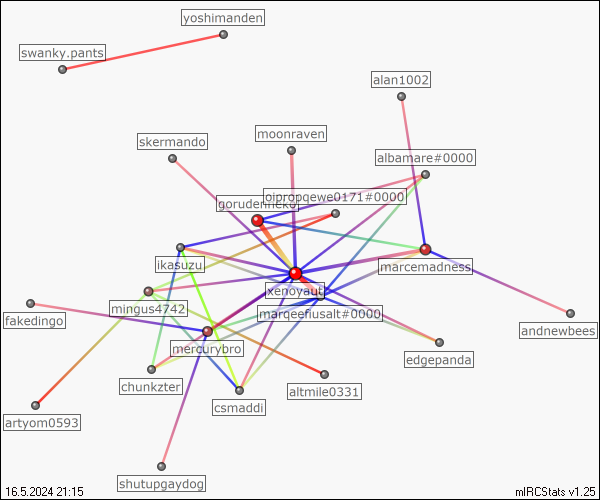 yoshimanden
swanky.pants
alan1002
moonraven
skermando
albamare#0000
oipropqewe0171#0000
ikasuzu
marcemadness
xenoyaut
mingus4742
marqeefiusalt#0000
fakedingo
andnewbees
mercurybro
edgepanda
chunkzter
altmile0331
csmaddi
artyom0593
shutupgaydog
16.5.2024 21:15
mIRCStats v1.25